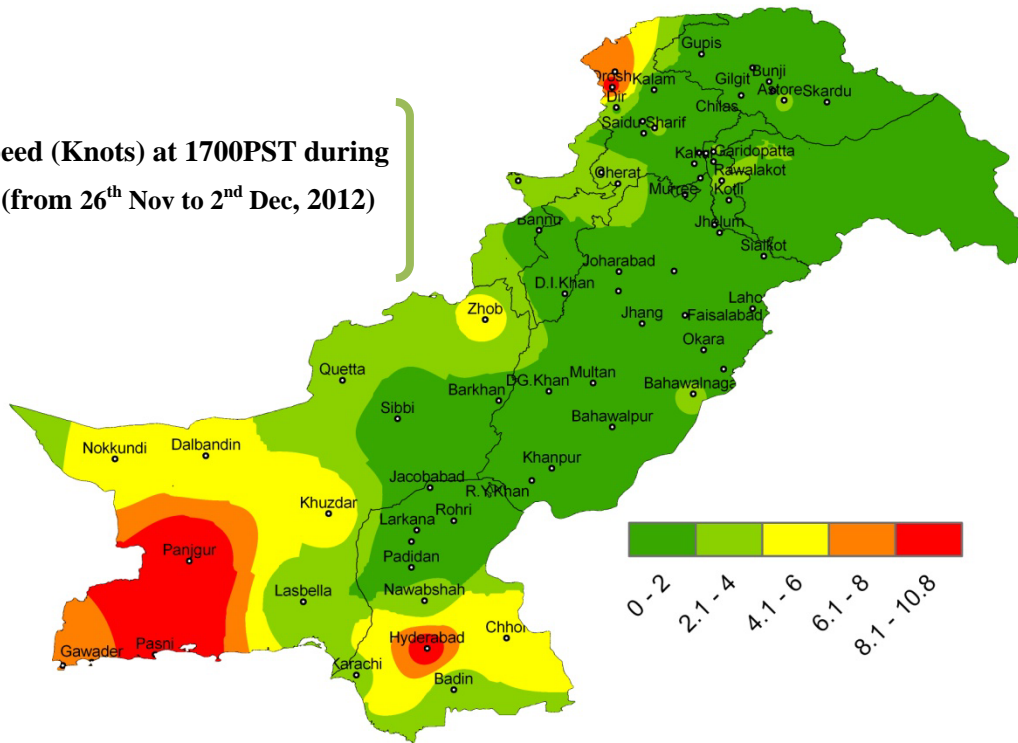 eed (Knots) at 1700PST during
(from 26th Nov to 2nd Dec, 2012)
Gupis
Drosh
Kalam
Gilgit
Bunji
Astore
Skardu
Dir
Chilas
Saidu Sharif
Garidopatta
Cherat
Rawalakot
Murree
Kotli
Bannu
Jhelum
Sialkot
Joharabad
D.I.Khan
Laho
Zhob
Jhang
Faisalabad
Okara
Quetta
Multan
DG.Khan
Barkhan
Bahawalnaga
Sibbi
Bahawalpur
Nokkundi
Dalbandin
Khanpur
Jacobabad
R.Y.Khan
Khuzdar
Rohri
Larkana
Panjgur
Padidan
Lasbella
Nawabshah
Hyderabad
Chhor
Gawader
Pasni
Karachi
Badin
0 - 2
2.1 - 4
4.1 - 6
6.1 - 8
8.1 - 10.8